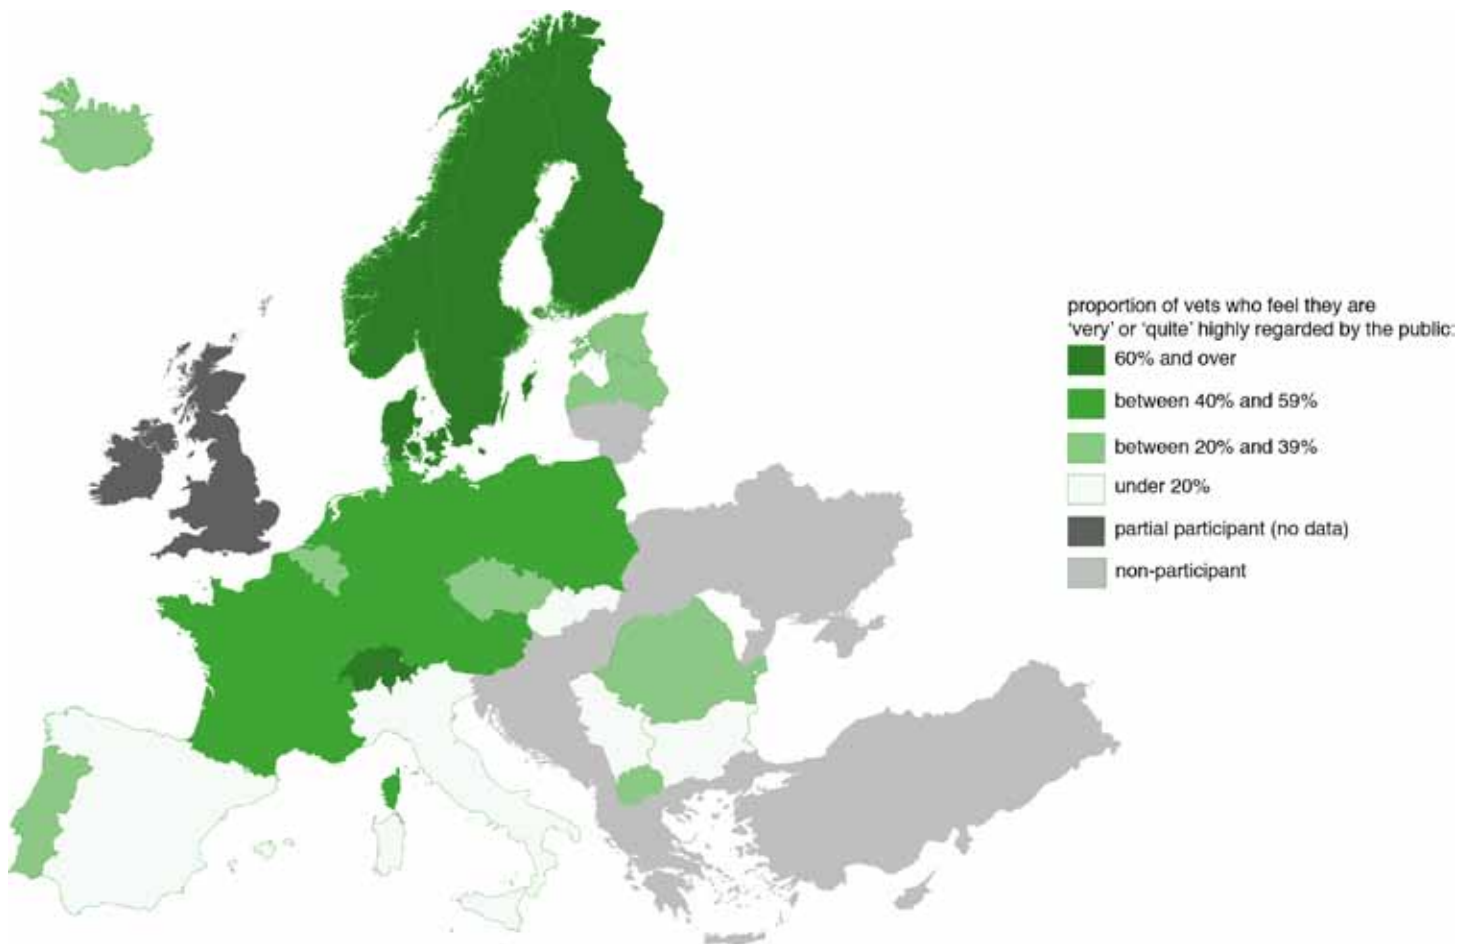 proportion of vets who feel they are
‘very’ or ‘quite’ highly regarded by the public:
60% and over
between 40% and 59%
between 20% and 39%
under 20%
partial participant (no data)
non-participant